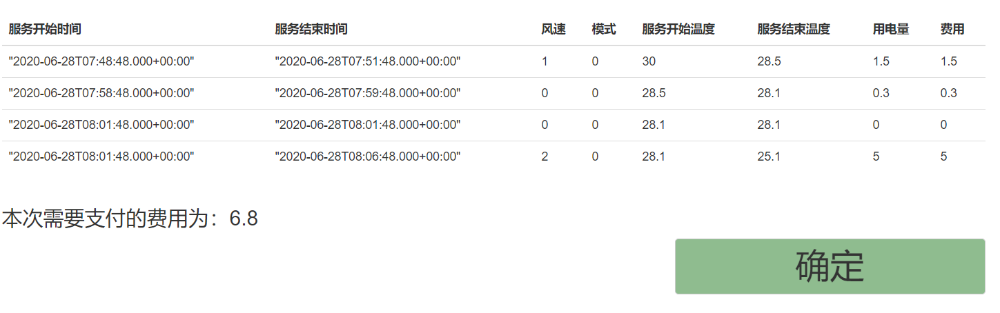 服务开始时间 服务结束时间 风速 模式 服务开始温度 服务结束温度 用电量 费用
"2020-06-28T07:48:48.000+00:00" "2020-06-28T07:51:48.000+00:00" 1 0 30 28.5 1.5 1.5
"2020-06-28T07:58:48.000+00:00" "2020-06-28T07:59:48.000+00:00" 0 0 28.5 28.1 0.3 0.3
"2020-06-28T08:01:48.000+00:00" "2020-06-28T08:01:48.000+00:00" 0 0 28.1 28.1 0 0
"2020-06-28T08:01:48.000+00:00" "2020-06-28T08:06:48.000+00:00" 2 0 28.1 25.1 5 5
本次需要支付的费用为：6.8
确定